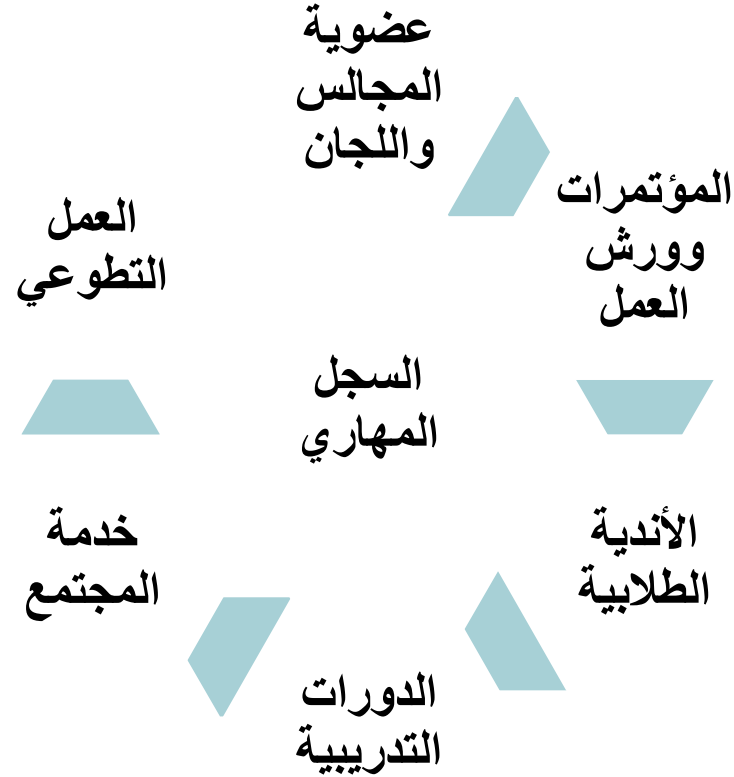 عضوية
المجالس
واللجان
المؤتمرات
وورش
العمل
العمل
التطوعي
السجل
المهاري
الأندية
الطلابية
خدمة
المجتمع
الدورات
التدريبية